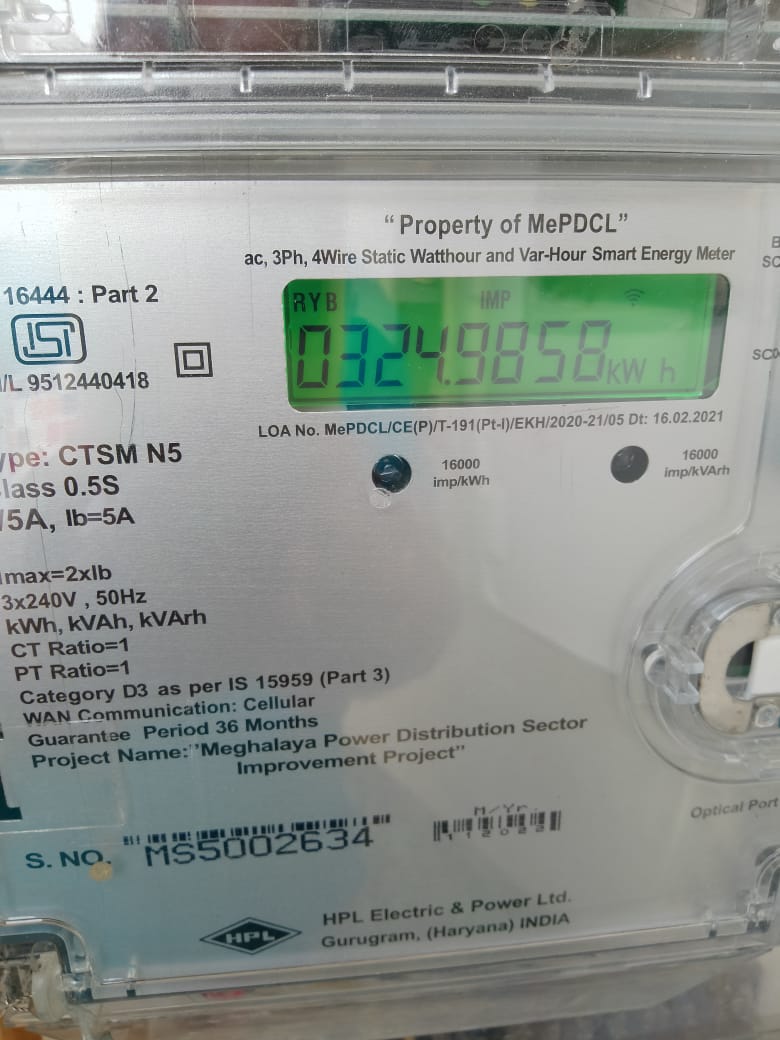 “Property of MePDCL”
ac, 3Ph, 4Wire Static Watthour and Var-Hour Smart Energy Meter
16444 : Part 2
ISI
/L 9512440418
RYB IMP
0324.9858 kWh
LOA No. MePDCL/CE(P)/T-191(Pt-I)/EKH/2020-21/05 Dt: 16.02.2021
16000
imp/kWh
16000
imp/kVArh
ype: CTSM N5
lass 0.5S
/5A, Ib=5A
Imax=2xIb
3x240V , 50Hz
kWh, kVAh, kVArh
CT Ratio=1
PT Ratio=1
Category D3 as per IS 15959 (Part 3)
WAN Communication: Cellular
Guarantee Period 36 Months
Project Name:"Meghalaya Power Distribution Sector
Improvement Project"
Optical Port
M/Yr.
112022
S. NO. MS5002634
HPL
HPL Electric & Power Ltd.
Gurugram, (Haryana) INDIA